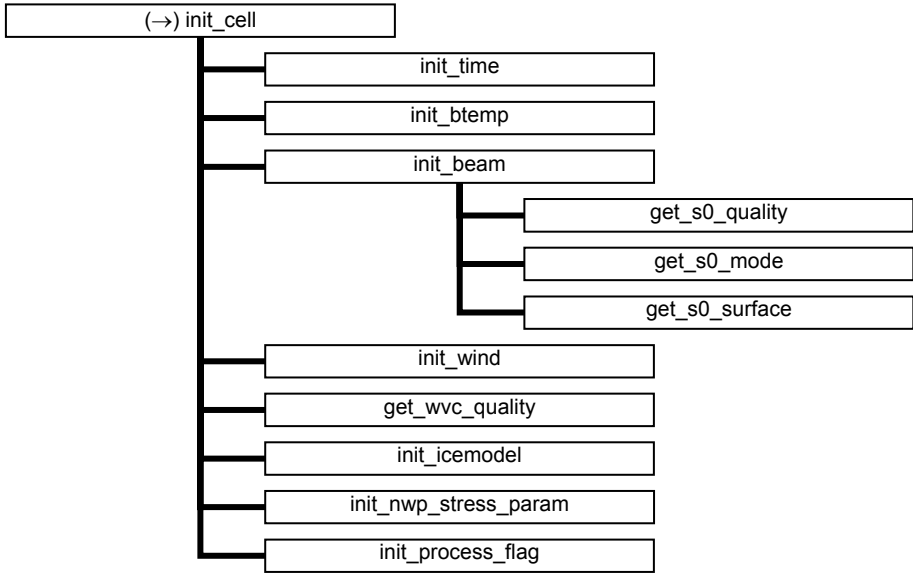 (→) init_cell
init_time
init_btemp
init_beam
get_s0_quality
get_s0_mode
get_s0_surface
init_wind
get_wvc_quality
init_icemodel
init_nwp_stress_param
init_process_flag